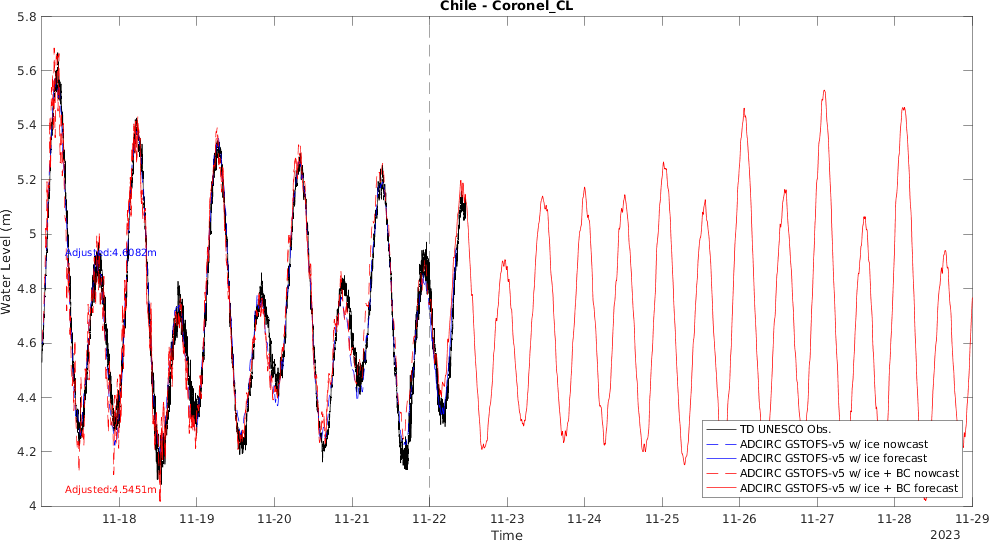 Chile - Coronel_CL
5.8
5.6
5.4
5.2
5
4.8
4.6
4.4
4.2
4
Water Level (m)
Adjusted:4.6082m
Adjusted:4.5451m
TD UNESCO Obs.
ADCIRC GSTOFS-v5 w/ ice nowcast
ADCIRC GSTOFS-v5 w/ ice forecast
ADCIRC GSTOFS-v5 w/ ice + BC nowcast
ADCIRC GSTOFS-v5 w/ ice + BC forecast
11-18 11-19 11-20 11-21 11-22 11-23 11-24 11-25 11-26 11-27 11-28 11-29
Time
2023